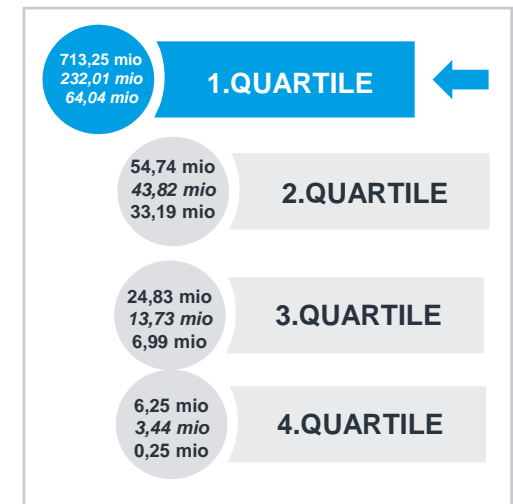 713,25 mio
232,01 mio
64,04 mio
1.QUARTILE
54,74 mio
43,82 mio
33,19 mio
2.QUARTILE
24,83 mio
13,73 mio
6,99 mio
3.QUARTILE
6,25 mio
3,44 mio
0,25 mio
4.QUARTILE